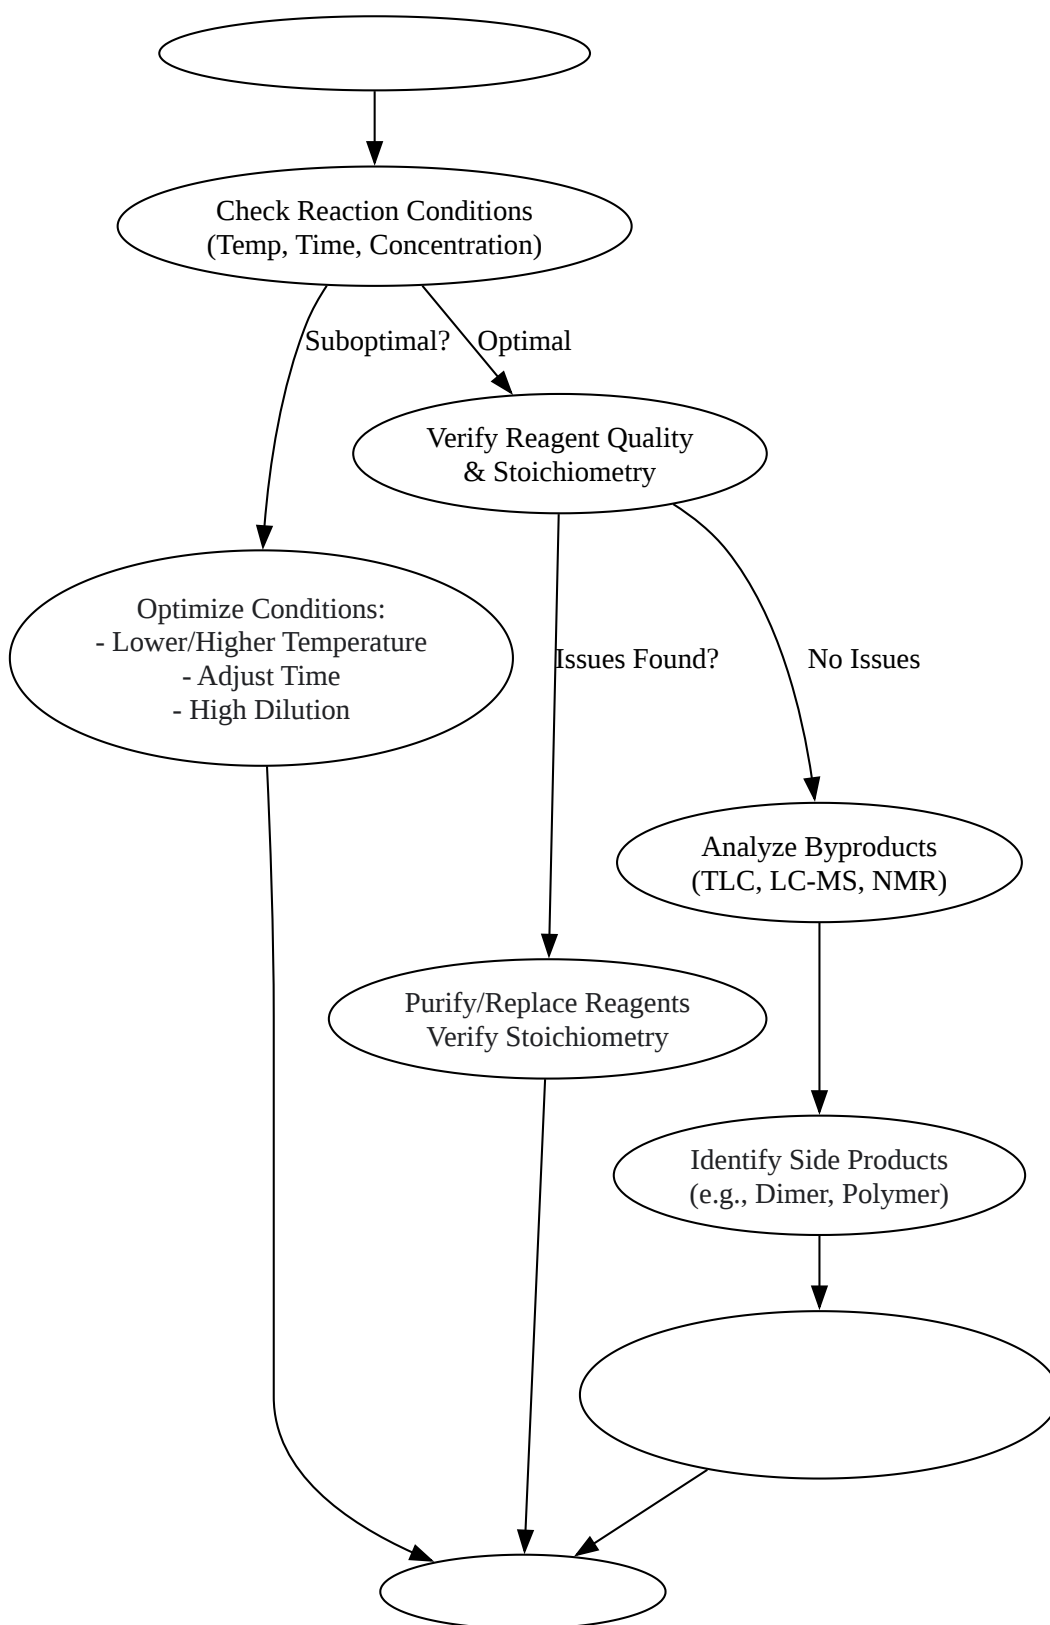 Check Reaction Conditions
(Temp, Time, Concentration)
Suboptimal?
Optimal
Verify Reagent Quality
& Stoichiometry
Optimize Conditions:
- Lower/Higher Temperature
- Adjust Time
- High Dilution
Issues Found?
No Issues
Analyze Byproducts
(TLC, LC-MS, NMR)
Purify/Replace Reagents
Verify Stoichiometry
Identify Side Products
(e.g., Dimer, Polymer)